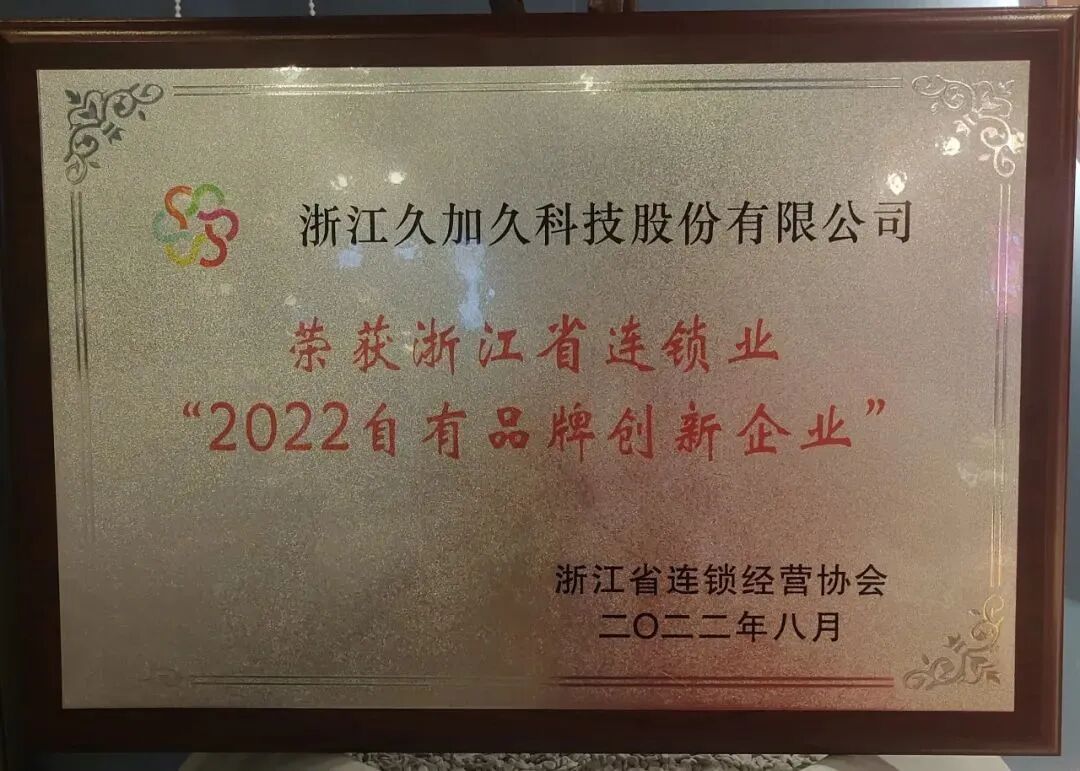 浙江久加久科技股份有限公司
荣获浙江省连锁业
“2022自有品牌创新企业”
浙江省连锁经营协会
二〇二二年八月